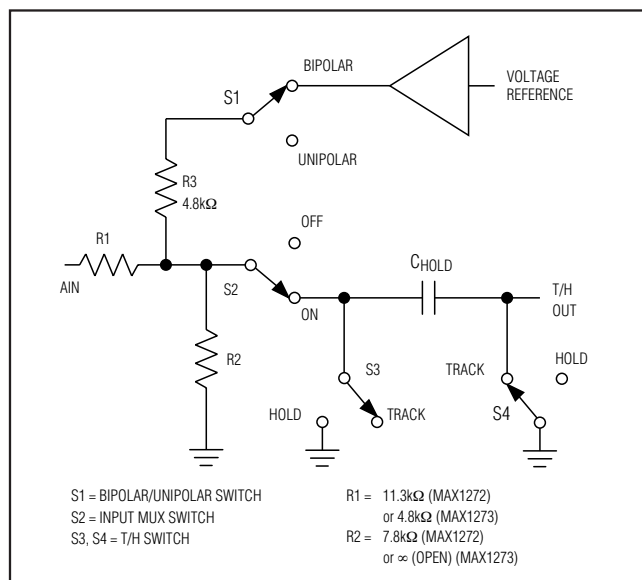 BIPOLAR
VOLTAGE
REFERENCE
S1
UNIPOLAR
R3
4.8kΩ
OFF
R1
AIN
S2
ON
CHOLD
T/H
OUT
R2
S3
HOLD
TRACK
TRACK
HOLD
S4
S1 = BIPOLAR/UNIPOLAR SWITCH
S2 = INPUT MUX SWITCH
S3, S4 = T/H SWITCH
R1 = 11.3kΩ (MAX1272)
or 4.8kΩ (MAX1273)
R2 = 7.8kΩ (MAX1272)
or ∞ (OPEN) (MAX1273)